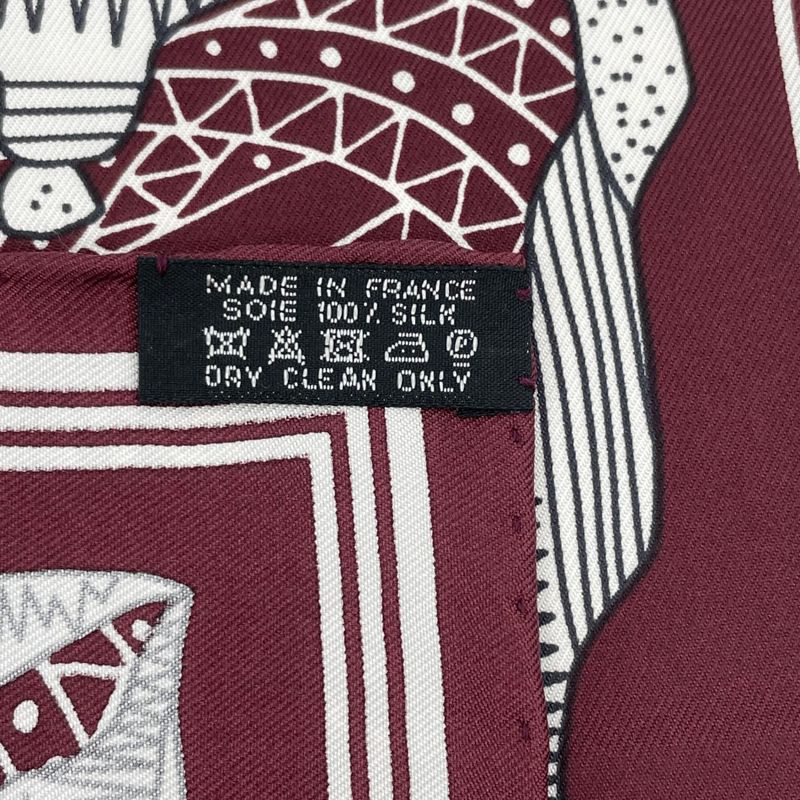 MADE IN FRANCE
SOIE 100% SILK
P
DRY CLEAN ONLY